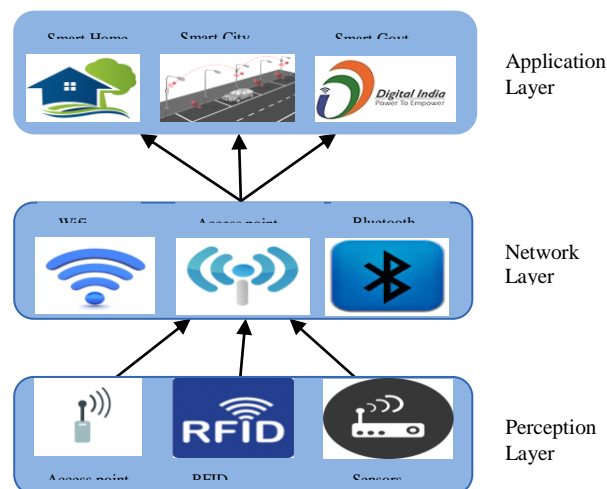 Smart Home
Smart City
Smart Govt
Application
Layer
Digital India
Power To Empower
Wifi
Access point
Bluetooth
Network
Layer
RFID
Perception
Layer
Access point
RFID
Sensors